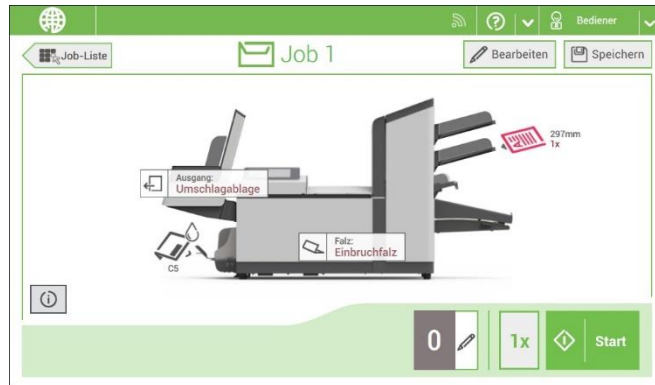 Bediener
Job-Liste
Job 1
Bearbeiten
Speichern
297mm
1x
Ausgang:
Umschlagablage
Falz:
Einbruchfalz
C5
0
1x
Start